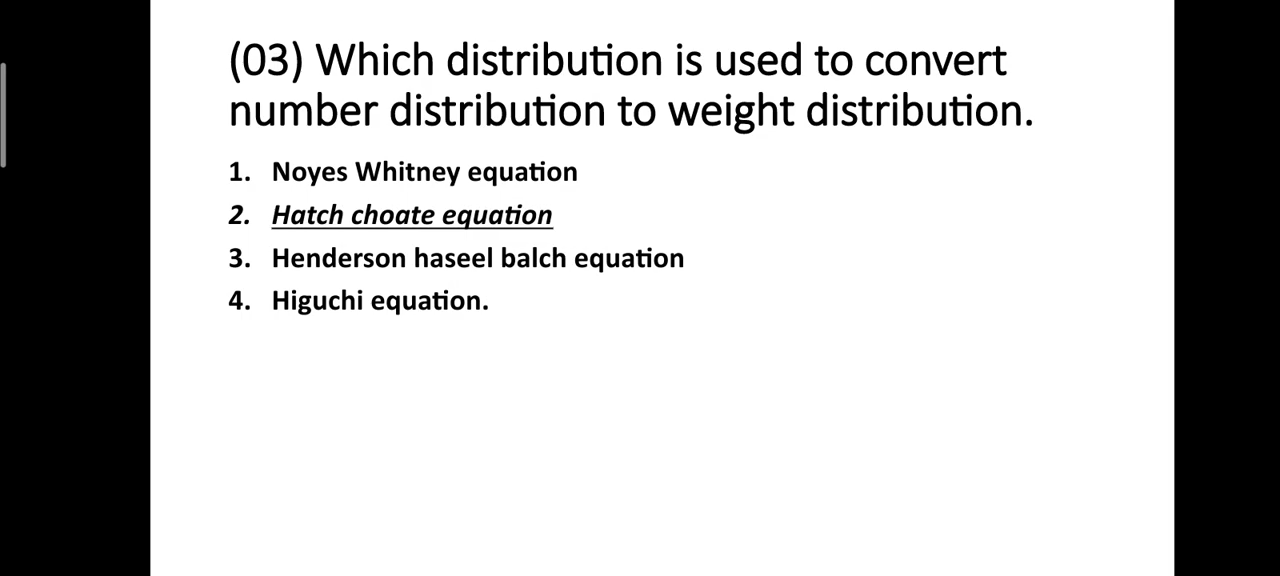 (03) Which distribution is used to convert
number distribution to weight distribution.
1. Noyes Whitney equation
2. Hatch choate equation
3. Henderson haseel balch equation
4. Higuchi equation.